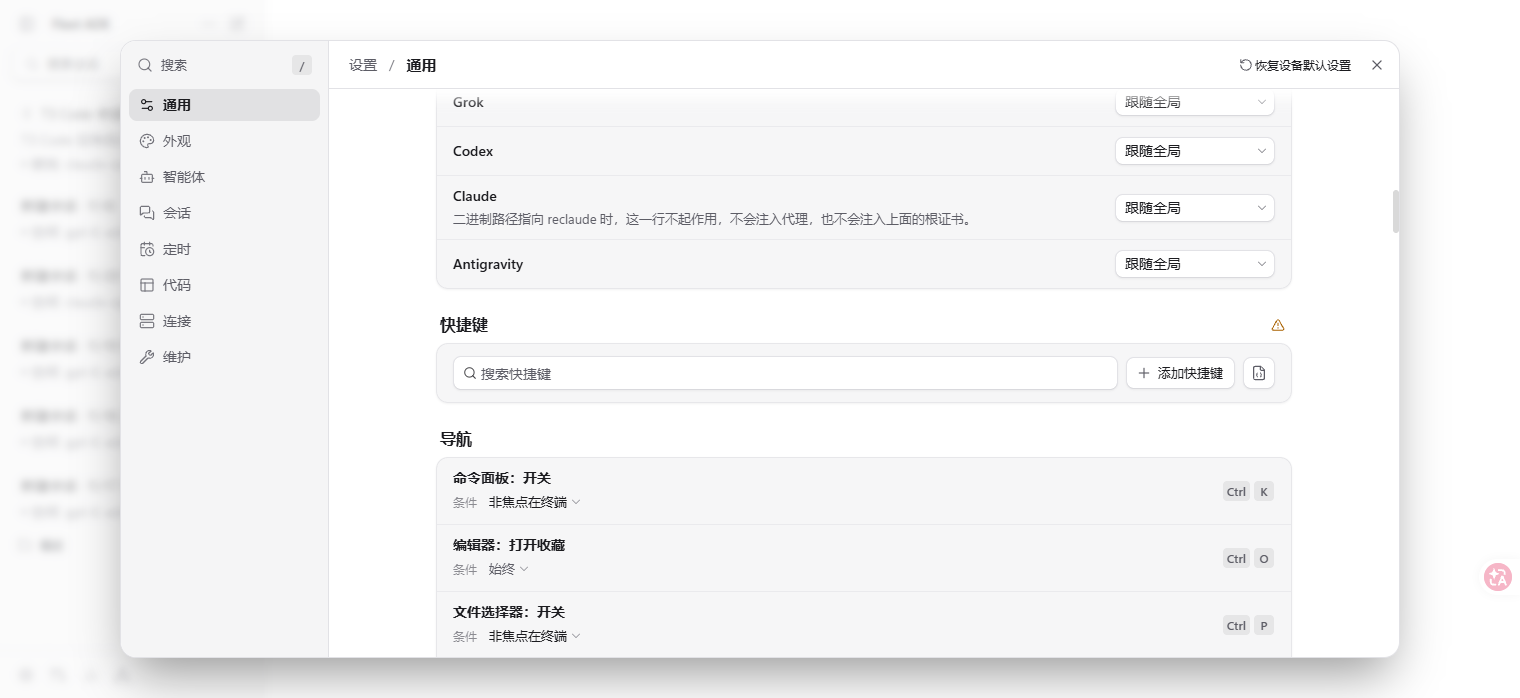 搜索
/
通用
外观
智能体
会话
定时
代码
连接
维护
设置 / 通用
恢复设备默认设置
Grok
跟随全局
Codex
跟随全局
Claude
二进制路径指向 reclaude 时，这一行不起作用，不会注入代理，也不会注入上面的根证书。
跟随全局
Antigravity
跟随全局
快捷键
搜索快捷键
添加快捷键
导航
命令面板：开关
条件 非焦点在终端
Ctrl K
编辑器：打开收藏
条件 始终
Ctrl O
文件选择器：开关
条件 非焦点在终端
Ctrl P